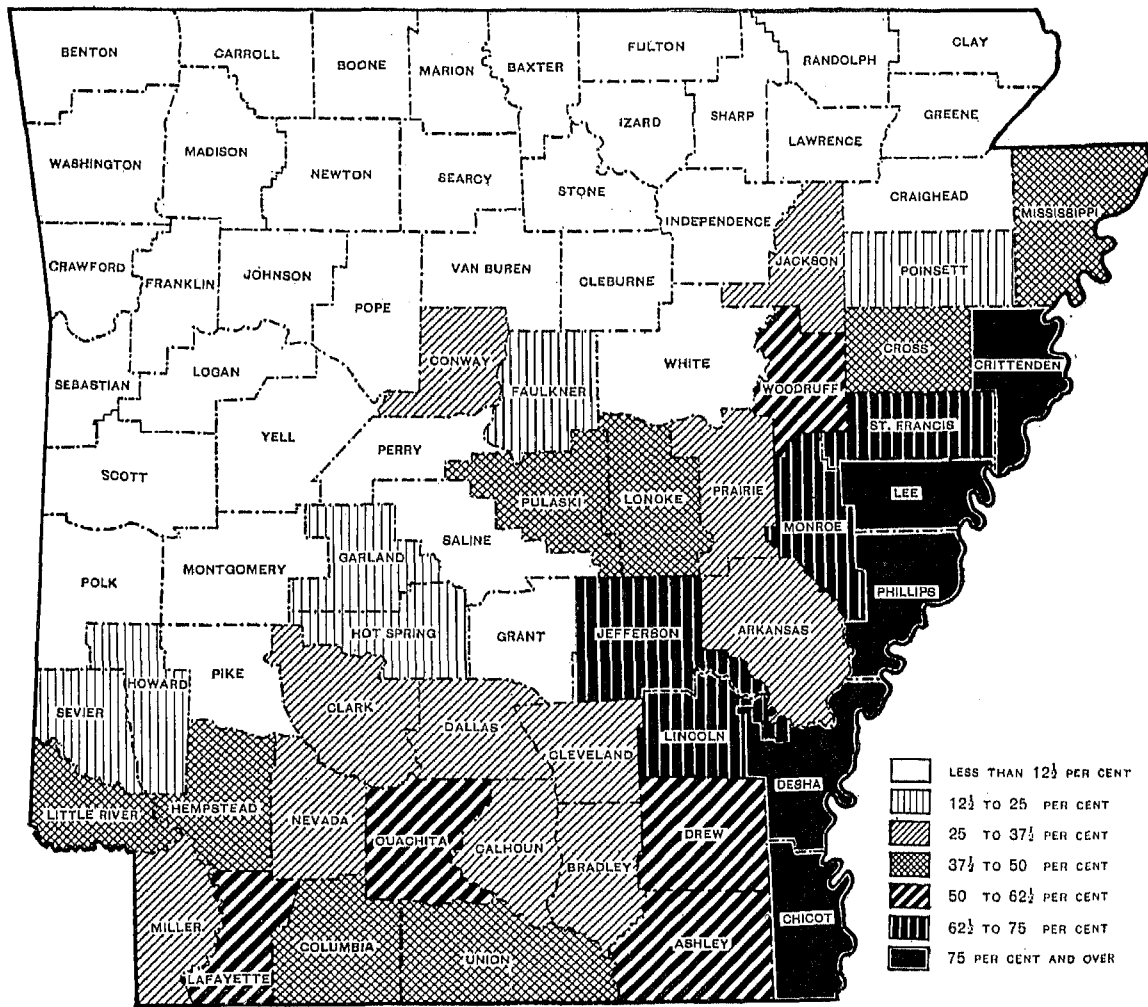 BENTON
CARROLL
BOONE
MARION
BAXTER
FULTON
RANDOLPH
CLAY
WASHINGTON
MADISON
NEWTON
SEARCY
STONE
IZARD
SHARP
LAWRENCE
GREENE
INDEPENDENCE
CRAIGHEAD
MISSISSIPPI
CRAWFORD
FRANKLIN
JOHNSON
POPE
VAN BUREN
CLEBURNE
JACKSON
POINSETT
SEBASTIAN
LOGAN
CONWAY
FAULKNER
WHITE
WOODRUFF
CROSS
CRITTENDEN
SCOTT
YELL
PERRY
PULASKI
LONOKE
PRAIRIE
ST. FRANCIS
LEE
MONROE
POLK
MONTGOMERY
GARLAND
SALINE
PHILLIPS
HOT SPRING
GRANT
JEFFERSON
ARKANSAS
SEVIER
HOWARD
PIKE
CLARK
DALLAS
CLEVELAND
LINCOLN
DESHA
LITTLE RIVER
HEMPSTEAD
NEVADA
OUACHITA
CALHOUN
BRADLEY
DREW
MILLER
LAFAYETTE
COLUMBIA
UNION
ASHLEY
CHICOT
LESS THAN 12½ PER CENT
12½ TO 25 PER CENT
25 TO 37½ PER CENT
37½ TO 50 PER CENT
50 TO 62½ PER CENT
62½ TO 75 PER CENT
75 PER CENT AND OVER